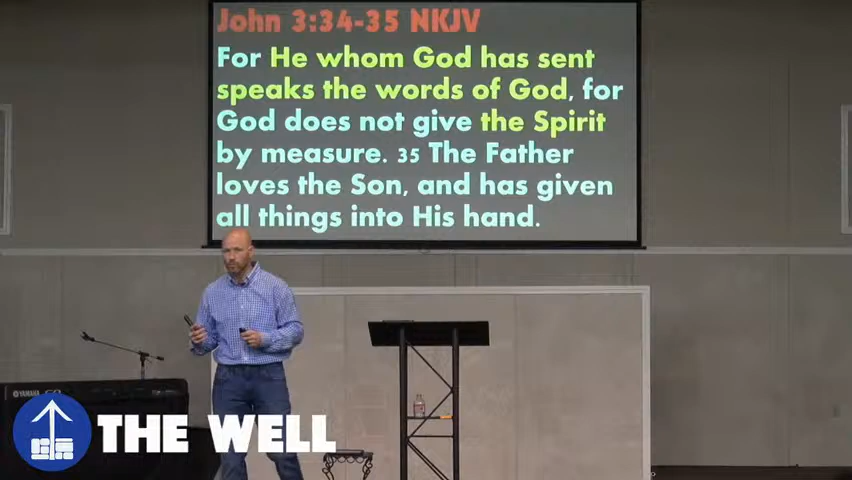 John 3:34-35 NKJV
For He whom God has sent
speaks the words of God, for
God does not give the Spirit
by measure. 35 The Father
loves the Son, and has given
all things into His hand.
YAMAHA
THE WELL